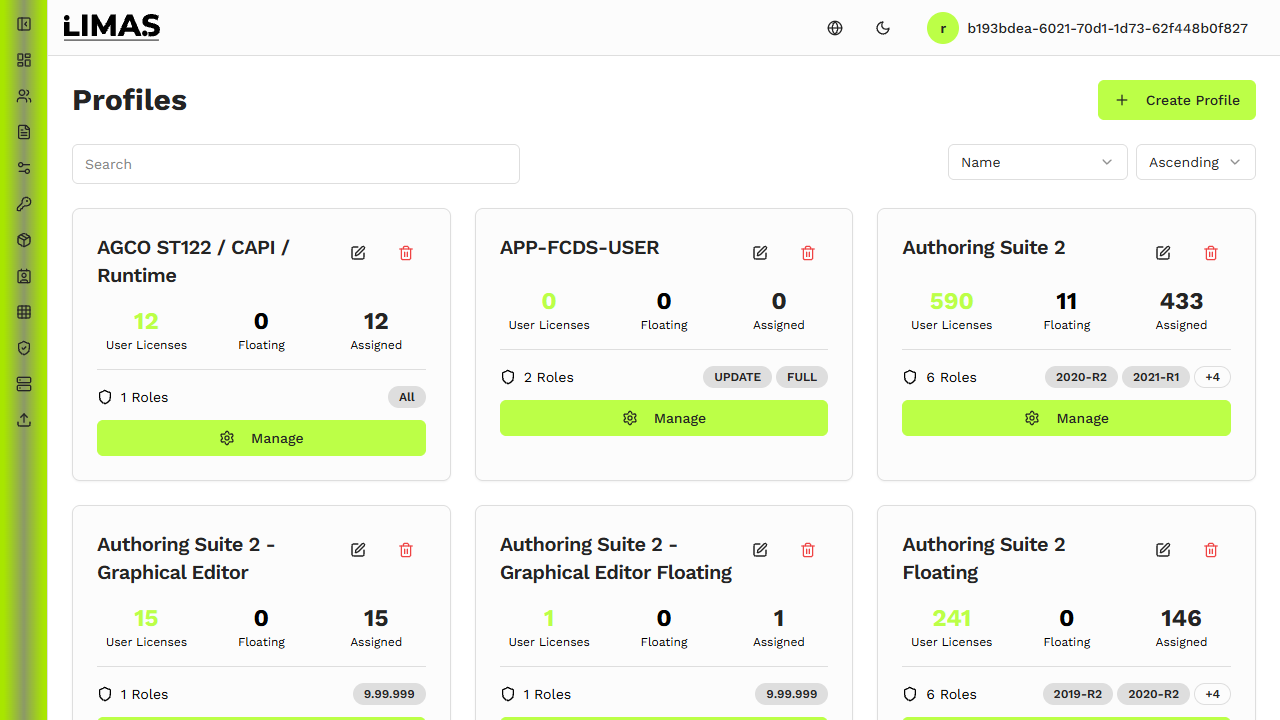 LIMAS
r
b193bdea-6021-70d1-1d73-62f448b0f827
Profiles
Create Profile
Search
Name
Ascending
AGCO ST122 / CAPI /
Runtime
12
0
12
User Licenses
Floating
Assigned
1 Roles
All
Manage
APP-FCDS-USER
0
0
0
User Licenses
Floating
Assigned
2 Roles
UPDATE
FULL
Manage
Authoring Suite 2
590
11
433
User Licenses
Floating
Assigned
6 Roles
2020-R2
2021-R1
+4
Manage
Authoring Suite 2 -
Graphical Editor
15
0
15
User Licenses
Floating
Assigned
1 Roles
9.99.999
Authoring Suite 2 -
Graphical Editor Floating
1
0
1
User Licenses
Floating
Assigned
1 Roles
9.99.999
Authoring Suite 2
Floating
241
0
146
User Licenses
Floating
Assigned
6 Roles
2019-R2
2020-R2
+4